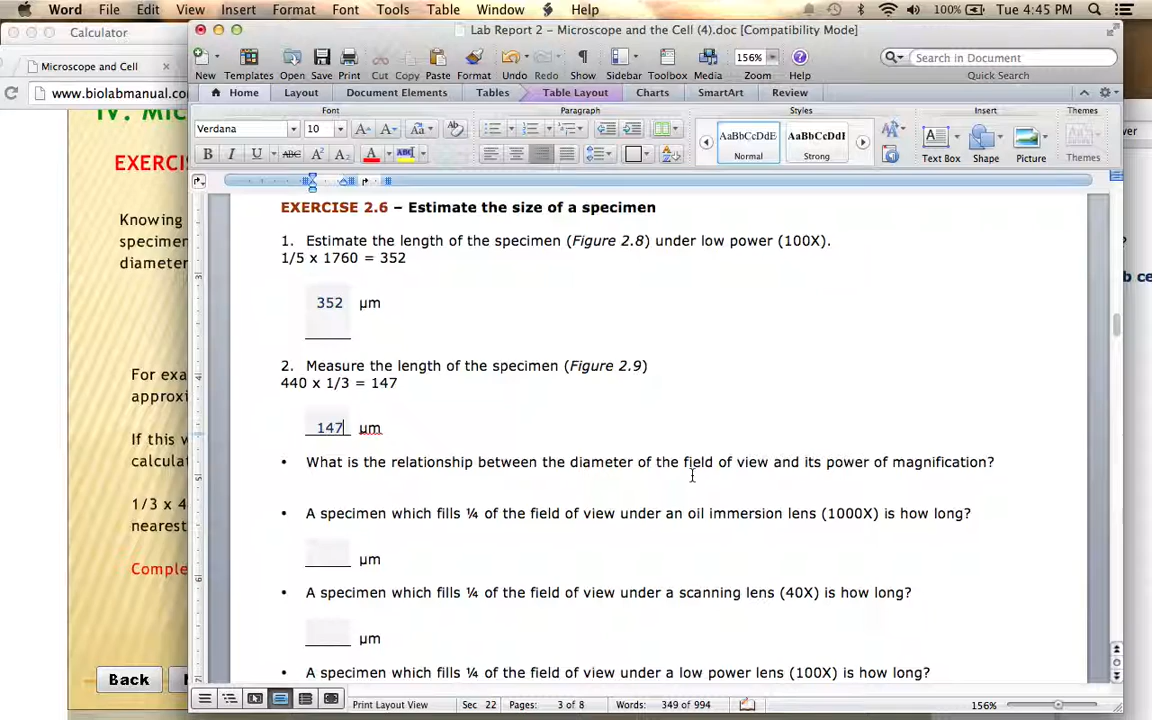 Word File Edit View Insert Format Font Tools Table Window Help 100% Tue 4:45 PM
Calculator
Lab Report 2 – Microscope and the Cell (4).doc [Compatibility Mode]
Microscope and Cell
www.biolabmanual.co
156%
Search in Document
New Templates Open Save Print Cut Copy Paste Format Undo Redo Show Sidebar Toolbox Media Zoom Help Quick Search
Home Layout Document Elements Tables Table Layout Charts SmartArt Review
Font Paragraph Styles Insert Themes
Verdana 10
AaBbCcDdE AaBbCcDdE
Normal Strong Text Box Shape Picture Themes
EXERCISE 2.6 – Estimate the size of a specimen
1. Estimate the length of the specimen (Figure 2.8) under low power (100X).
1/5 x 1760 = 352
352 µm
2. Measure the length of the specimen (Figure 2.9)
440 x 1/3 = 147
147 µm
• What is the relationship between the diameter of the field of view and its power of magnification?
• A specimen which fills ¼ of the field of view under an oil immersion lens (1000X) is how long?
µm
• A specimen which fills ¼ of the field of view under a scanning lens (40X) is how long?
µm
• A specimen which fills ¼ of the field of view under a low power lens (100X) is how long?
Print Layout View Sec 22 Pages: 3 of 8 Words: 349 of 994 156%
EXERCIS
Knowing
specimen
diameter
For exa
approxi
If this w
calculat
1/3 x 4
nearest
Comple
Back